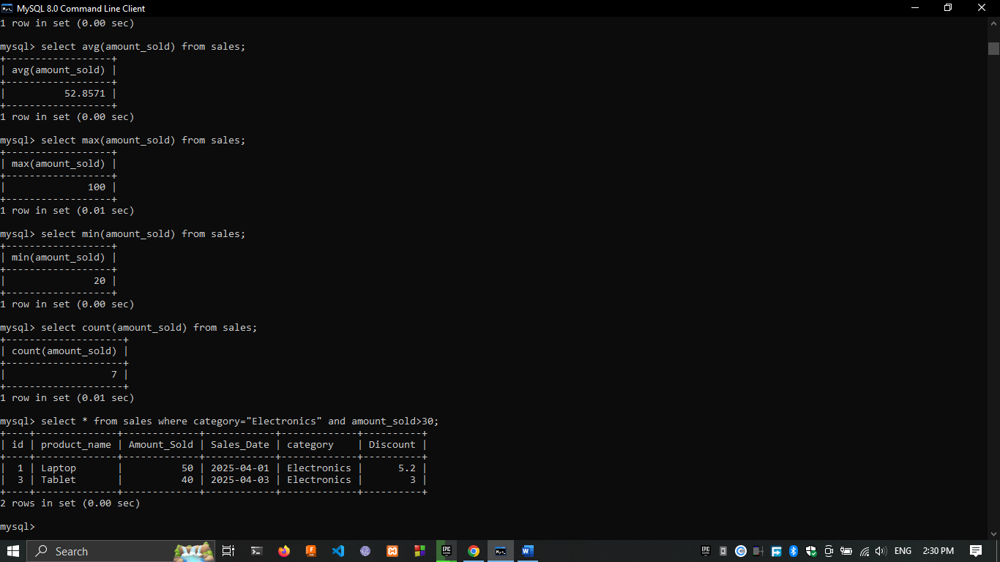 MySQL 8.0 Command Line Client
1 row in set (0.00 sec)
mysql> select avg(amount_sold) from sales;
+------------------+
| avg(amount_sold) |
+------------------+
|          52.8571 |
+------------------+
1 row in set (0.00 sec)
mysql> select max(amount_sold) from sales;
+------------------+
| max(amount_sold) |
+------------------+
|              100 |
+------------------+
1 row in set (0.01 sec)
mysql> select min(amount_sold) from sales;
+------------------+
| min(amount_sold) |
+------------------+
|               20 |
+------------------+
1 row in set (0.00 sec)
mysql> select count(amount_sold) from sales;
+--------------------+
| count(amount_sold) |
+--------------------+
|                  7 |
+--------------------+
1 row in set (0.01 sec)
mysql> select * from sales where category="Electronics" and amount_sold>30;
+----+--------------+-------------+------------+-------------+----------+
| id | product_name | Amount_Sold | Sales_Date | category    | Discount |
+----+--------------+-------------+------------+-------------+----------+
|  1 | Laptop       |          50 | 2025-04-01 | Electronics |      5.2 |
|  3 | Tablet       |          40 | 2025-04-03 | Electronics |        3 |
+----+--------------+-------------+------------+-------------+----------+
2 rows in set (0.00 sec)
mysql>
Search ENG 2:30 PM